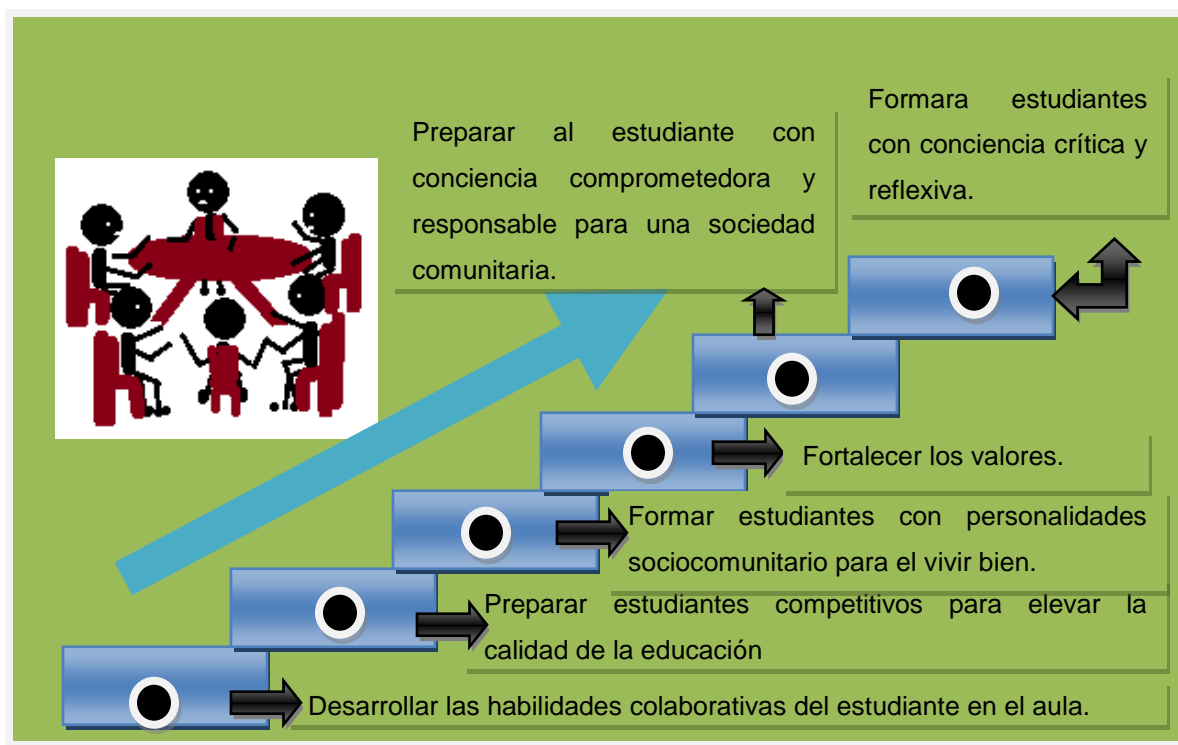 Formara estudiantes
con conciencia crítica y
reflexiva.
Preparar al estudiante con
conciencia comprometedora y
responsable para una sociedad
comunitaria.
Fortalecer los valores.
Formar estudiantes con personalidades
sociocomunitario para el vivir bien.
Preparar estudiantes competitivos para elevar la
calidad de la educación
Desarrollar las habilidades colaborativas del estudiante en el aula.